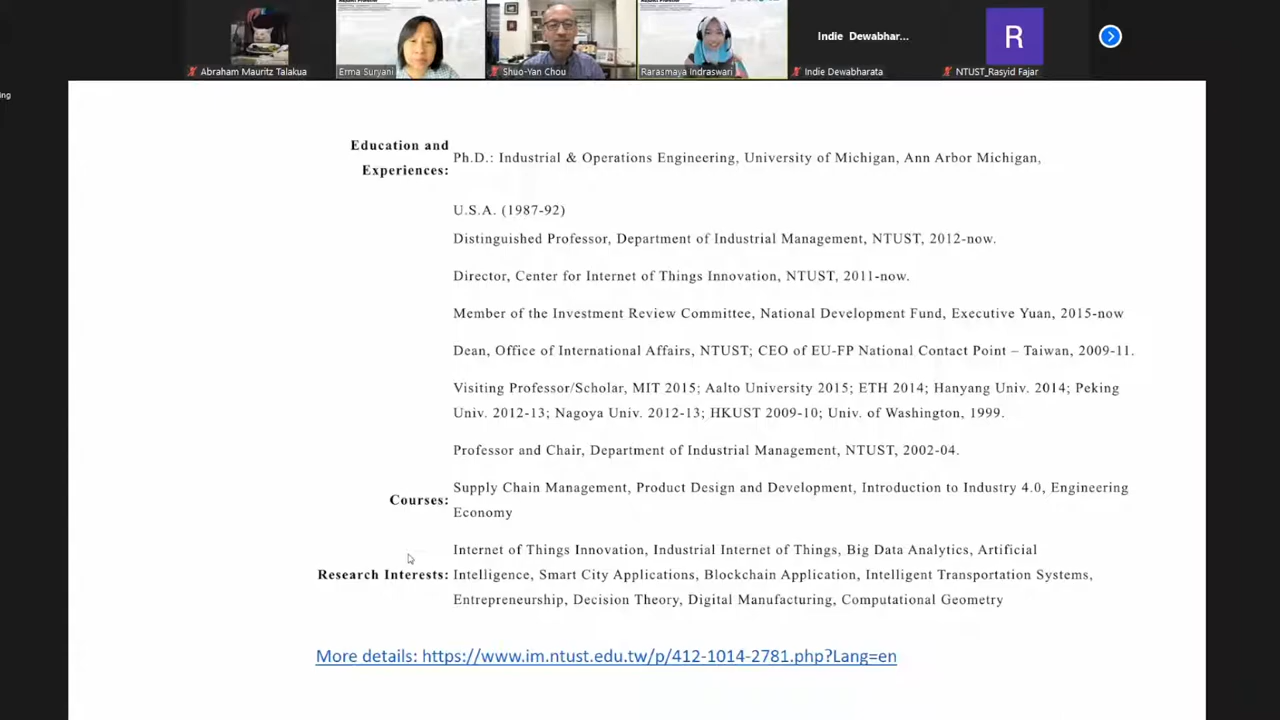 Indie Dewabhar...
R
Abraham Mauritz Talakua
Erma Suryani
Shuo-Yan Chou
Rarasmaya Indraswari
Indie Dewabharata
NTUST_Rasyid Fajar
ng
Education and
Experiences:
Ph.D.: Industrial & Operations Engineering, University of Michigan, Ann Arbor Michigan,
U.S.A. (1987-92)
Distinguished Professor, Department of Industrial Management, NTUST, 2012-now.
Director, Center for Internet of Things Innovation, NTUST, 2011-now.
Member of the Investment Review Committee, National Development Fund, Executive Yuan, 2015-now
Dean, Office of International Affairs, NTUST; CEO of EU-FP National Contact Point – Taiwan, 2009-11.
Visiting Professor/Scholar, MIT 2015; Aalto University 2015; ETH 2014; Hanyang Univ. 2014; Peking
Univ. 2012-13; Nagoya Univ. 2012-13; HKUST 2009-10; Univ. of Washington, 1999.
Professor and Chair, Department of Industrial Management, NTUST, 2002-04.
Courses:
Supply Chain Management, Product Design and Development, Introduction to Industry 4.0, Engineering
Economy
Research Interests:
Internet of Things Innovation, Industrial Internet of Things, Big Data Analytics, Artificial
Intelligence, Smart City Applications, Blockchain Application, Intelligent Transportation Systems,
Entrepreneurship, Decision Theory, Digital Manufacturing, Computational Geometry
More details: https://www.im.ntust.edu.tw/p/412-1014-2781.php?Lang=en